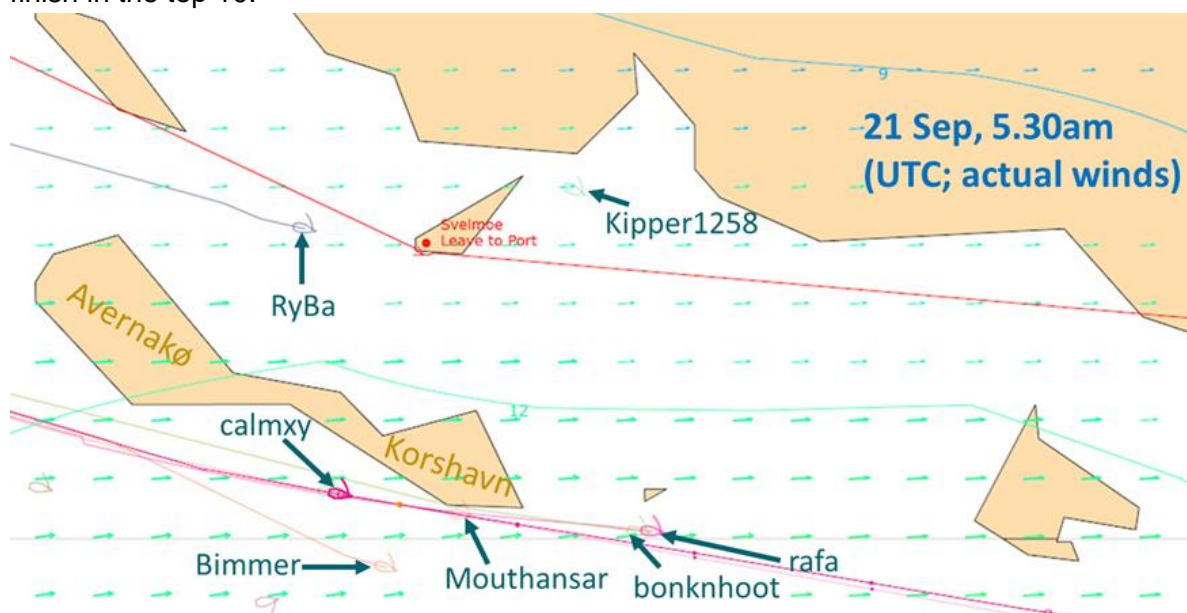 finish in the top 10.
9
21 Sep, 5.30am
(UTC; actual winds)
Kipper1258
Svelmoe
Leave to Port
RyBa
Avernakø
12
calmxy
Korshavn
Bimmer
Mouthansar
bonknhoot
rafa